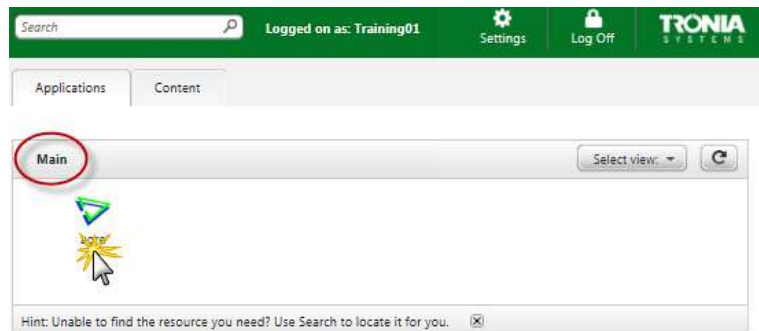 Search
Logged on as: Training01
Settings
Log Off
TRONIA
SYSTEMS
Applications
Content
Main
Select view:
Hint: Unable to find the resource you need? Use Search to locate it for you.